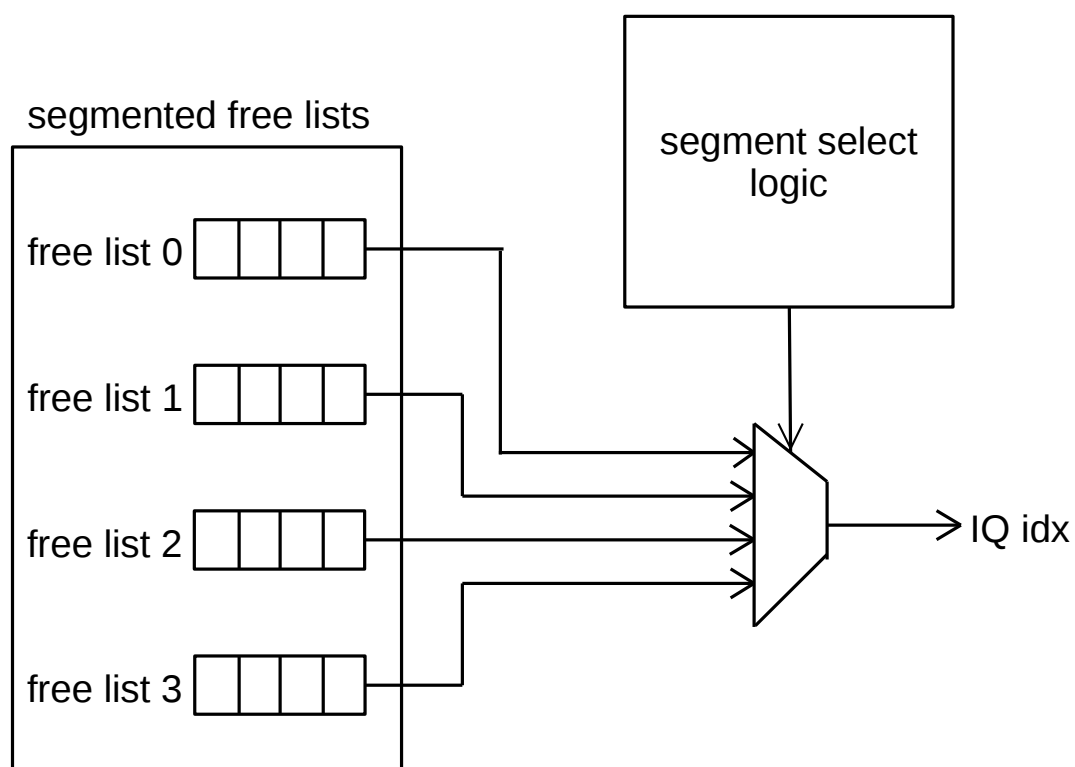 segment select
logic
segmented free lists
free list 0
free list 1
free list 2
IQ idx
free list 3